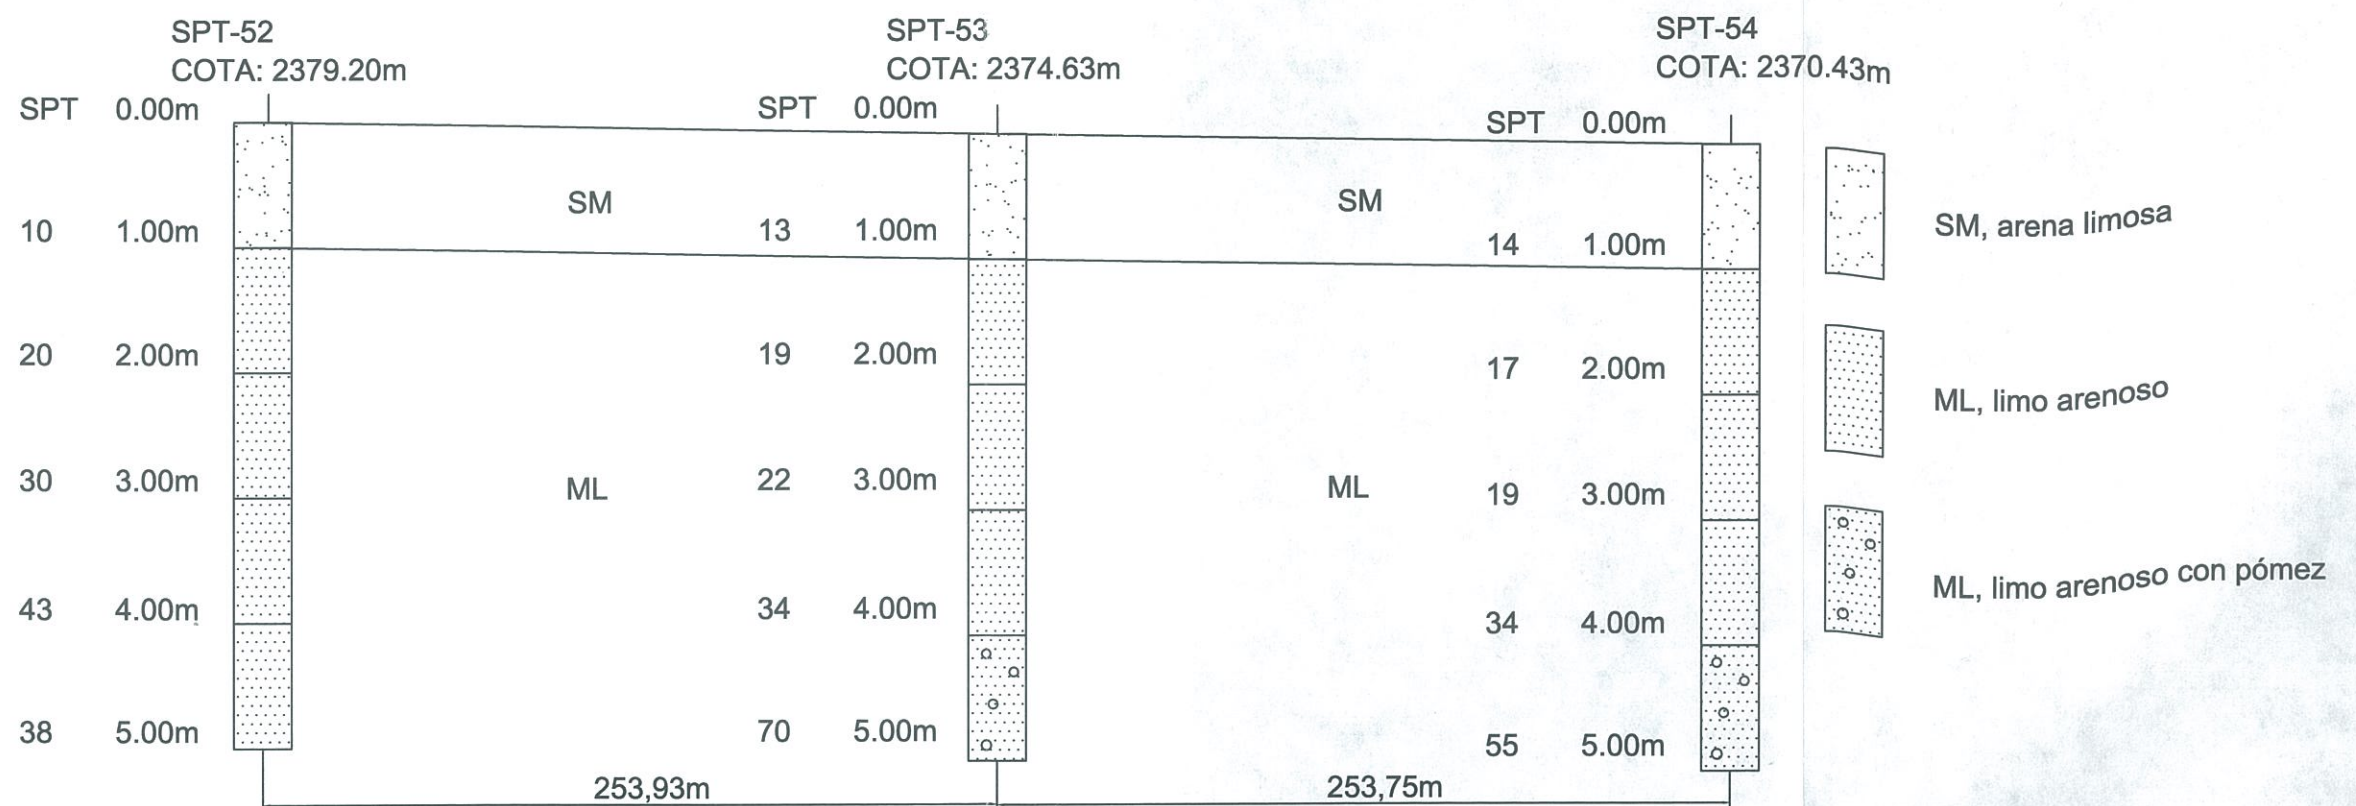 SPT-52
COTA: 2379.20m
SPT-53
COTA: 2374.63m
SPT-54
COTA: 2370.43m
SPT 0.00m
SPT 0.00m
SPT 0.00m
SM
SM
10 1.00m
13 1.00m
14 1.00m
20 2.00m
19 2.00m
17 2.00m
30 3.00m
ML
22 3.00m
ML
19 3.00m
43 4.00m
34 4.00m
34 4.00m
38 5.00m
70 5.00m
55 5.00m
253,93m
253,75m
SM, arena limosa
ML, limo arenoso
ML, limo arenoso con pómez